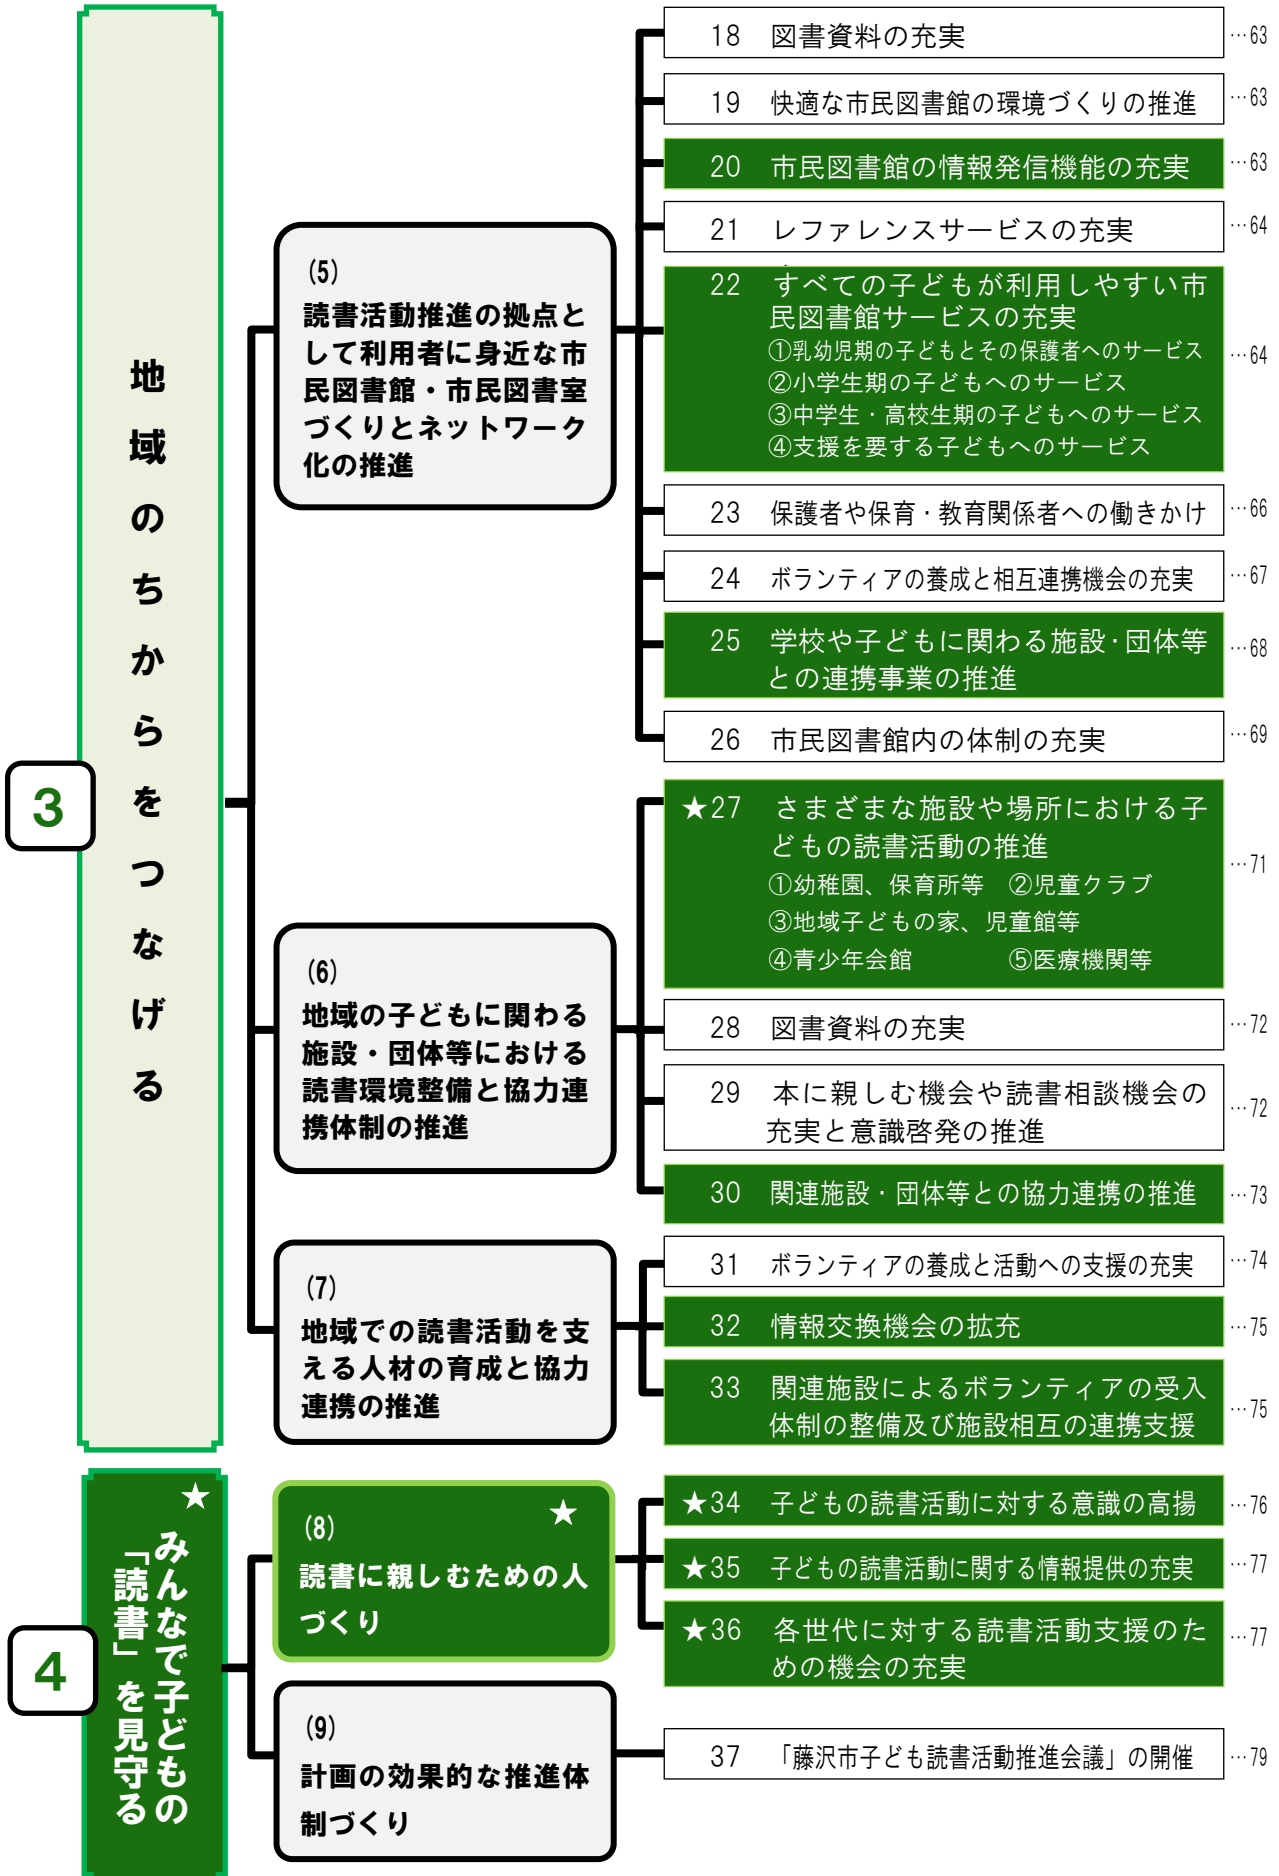 3
地域のちからをつなげる
(5)
読書活動推進の拠点と
して利用者に身近な市
民図書館・市民図書室
づくりとネットワーク
化の推進
18 図書資料の充実 …63
19 快適な市民図書館の環境づくりの推進 …63
20 市民図書館の情報発信機能の充実 …63
21 レファレンスサービスの充実 …64
22 すべての子どもが利用しやすい市
民図書館サービスの充実
①乳幼児期の子どもとその保護者へのサービス …64
②小学生期の子どもへのサービス
③中学生・高校生期の子どもへのサービス
④支援を要する子どもへのサービス
23 保護者や保育・教育関係者への働きかけ …66
24 ボランティアの養成と相互連携機会の充実 …67
25 学校や子どもに関わる施設・団体等 …68
との連携事業の推進
26 市民図書館内の体制の充実 …69
(6)
地域の子どもに関わる
施設・団体等における
読書環境整備と協力連
携体制の推進
★27 さまざまな施設や場所における子
どもの読書活動の推進 …71
①幼稚園、保育所等 ②児童クラブ
③地域子どもの家、児童館等
④青少年会館 ⑤医療機関等
28 図書資料の充実 …72
29 本に親しむ機会や読書相談機会の …72
充実と意識啓発の推進
30 関連施設・団体等との協力連携の推進 …73
(7)
地域での読書活動を支
える人材の育成と協力
連携の推進
31 ボランティアの養成と活動への支援の充実 …74
32 情報交換機会の拡充 …75
33 関連施設によるボランティアの受入 …75
体制の整備及び施設相互の連携支援
4
★
みんなで子どもの
「読書」を見守る
(8) ★
読書に親しむための人
づくり
★34 子どもの読書活動に対する意識の高揚 …76
★35 子どもの読書活動に関する情報提供の充実 …77
★36 各世代に対する読書活動支援のた …77
めの機会の充実
(9)
計画の効果的な推進体
制づくり
37 「藤沢市子ども読書活動推進会議」の開催 …79